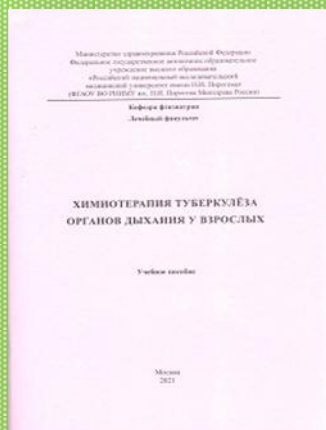 Министерство здравоохранения Российской Федерации
Федеральное государственное автономное образовательное
учреждение высшего образования
«Российский национальный исследовательский
медицинский университет имени Н.И. Пирогова»
(ФГАОУ ВО РНИМУ им. Н.И. Пирогова Минздрава России)
Кафедра фтизиатрии
Лечебный факультет
ХИМИОТЕРАПИЯ ТУБЕРКУЛЁЗА
ОРГАНОВ ДЫХАНИЯ У ВЗРОСЛЫХ
Учебное пособие
Москва
2021